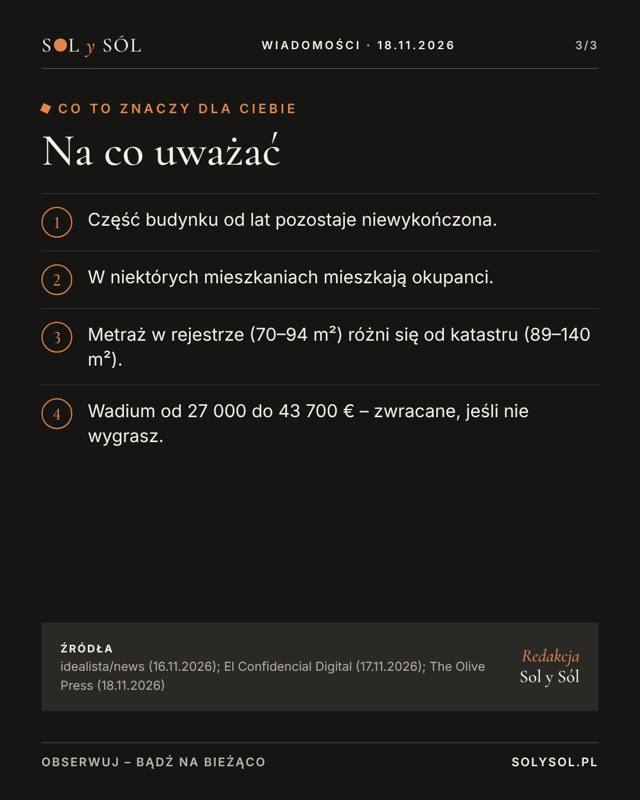 SOL y SÓL
WIADOMOŚCI · 18.11.2026
3/3
CO TO ZNACZY DLA CIEBIE
Na co uważać
1 Część budynku od lat pozostaje niewykończona.
2 W niektórych mieszkaniach mieszkają okupanci.
3 Metraż w rejestrze (70–94 m²) różni się od katastru (89–140
m²).
4 Wadium od 27 000 do 43 700 € – zwracane, jeśli nie
wygrasz.
ŹRÓDŁA
idealista/news (16.11.2026); El Confidencial Digital (17.11.2026); The Olive
Press (18.11.2026)
Redakcja
Sol y Sól
OBSERWUJ – BĄDŹ NA BIEŻĄCO
SOLYSOL.PL